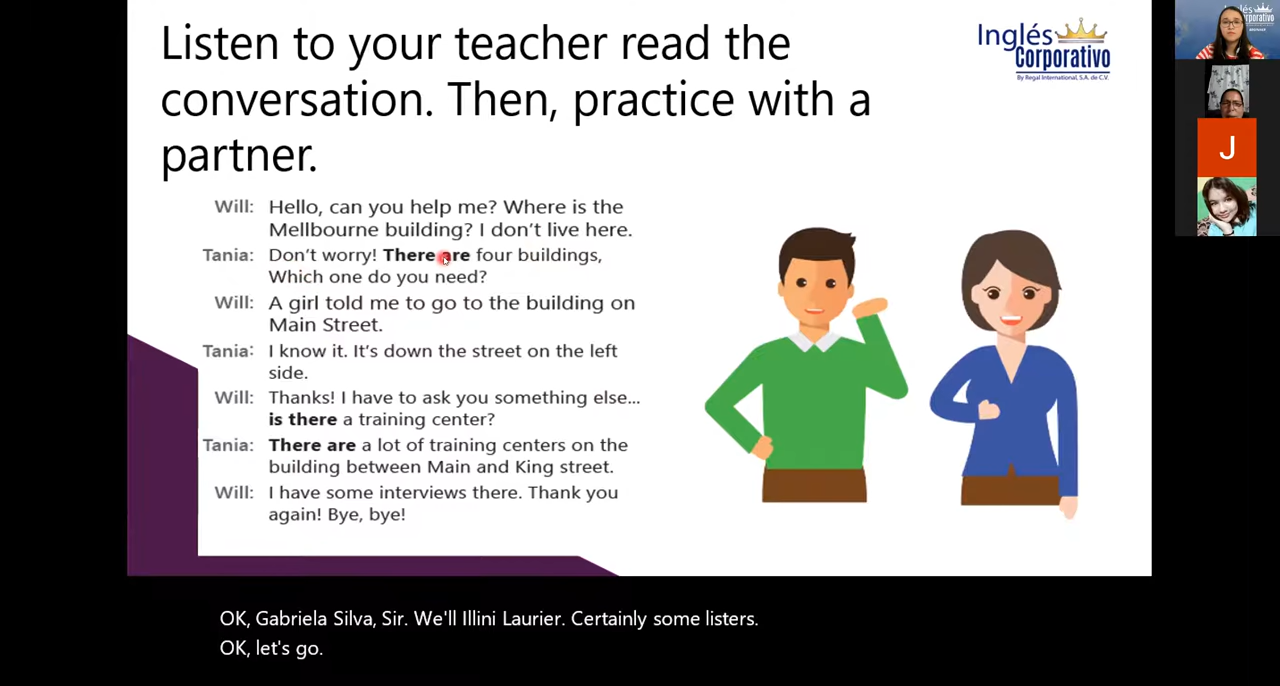 Listen to your teacher read the
conversation. Then, practice with a
partner.
Inglés
Corporativo
By Regal International, S.A. de C.V.
Will: Hello, can you help me? Where is the
Mellbourne building? I don't live here.
Tania: Don't worry! There are four buildings,
Which one do you need?
Will: A girl told me to go to the building on
Main Street.
Tania: I know it. It's down the street on the left
side.
Will: Thanks! I have to ask you something else...
is there a training center?
Tania: There are a lot of training centers on the
building between Main and King street.
Will: I have some interviews there. Thank you
again! Bye, bye!
OK, Gabriela Silva, Sir. We'll Illini Laurier. Certainly some listers.
OK, let's go.
J